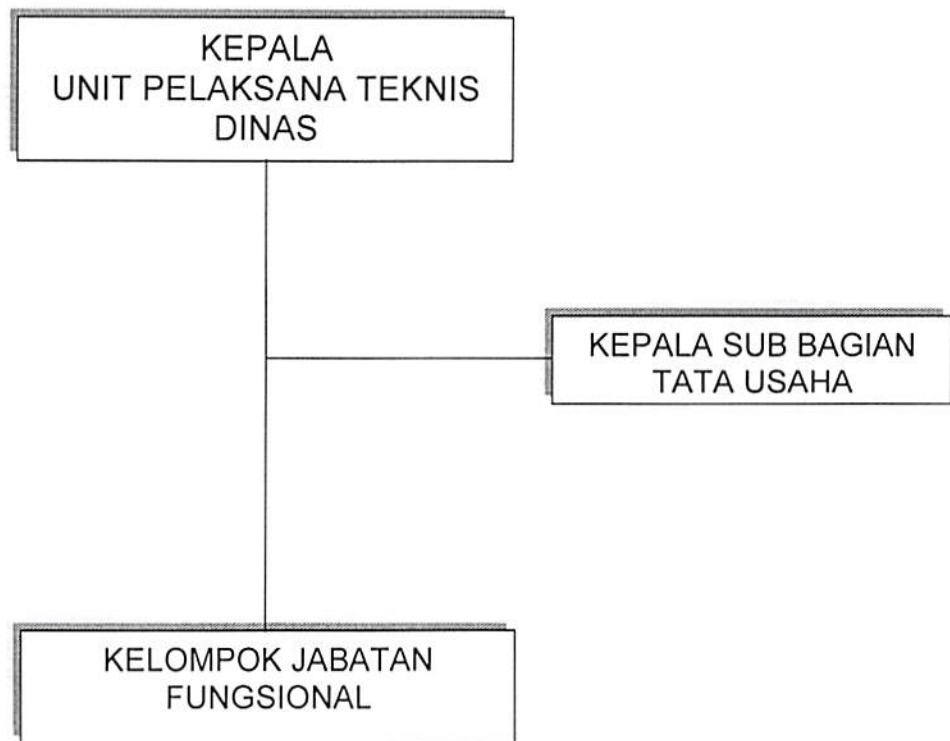 KEPALA
UNIT PELAKSANA TEKNIS
DINAS
KEPALA SUB BAGIAN
TATA USAHA
KELOMPOK JABATAN
FUNGSIONAL